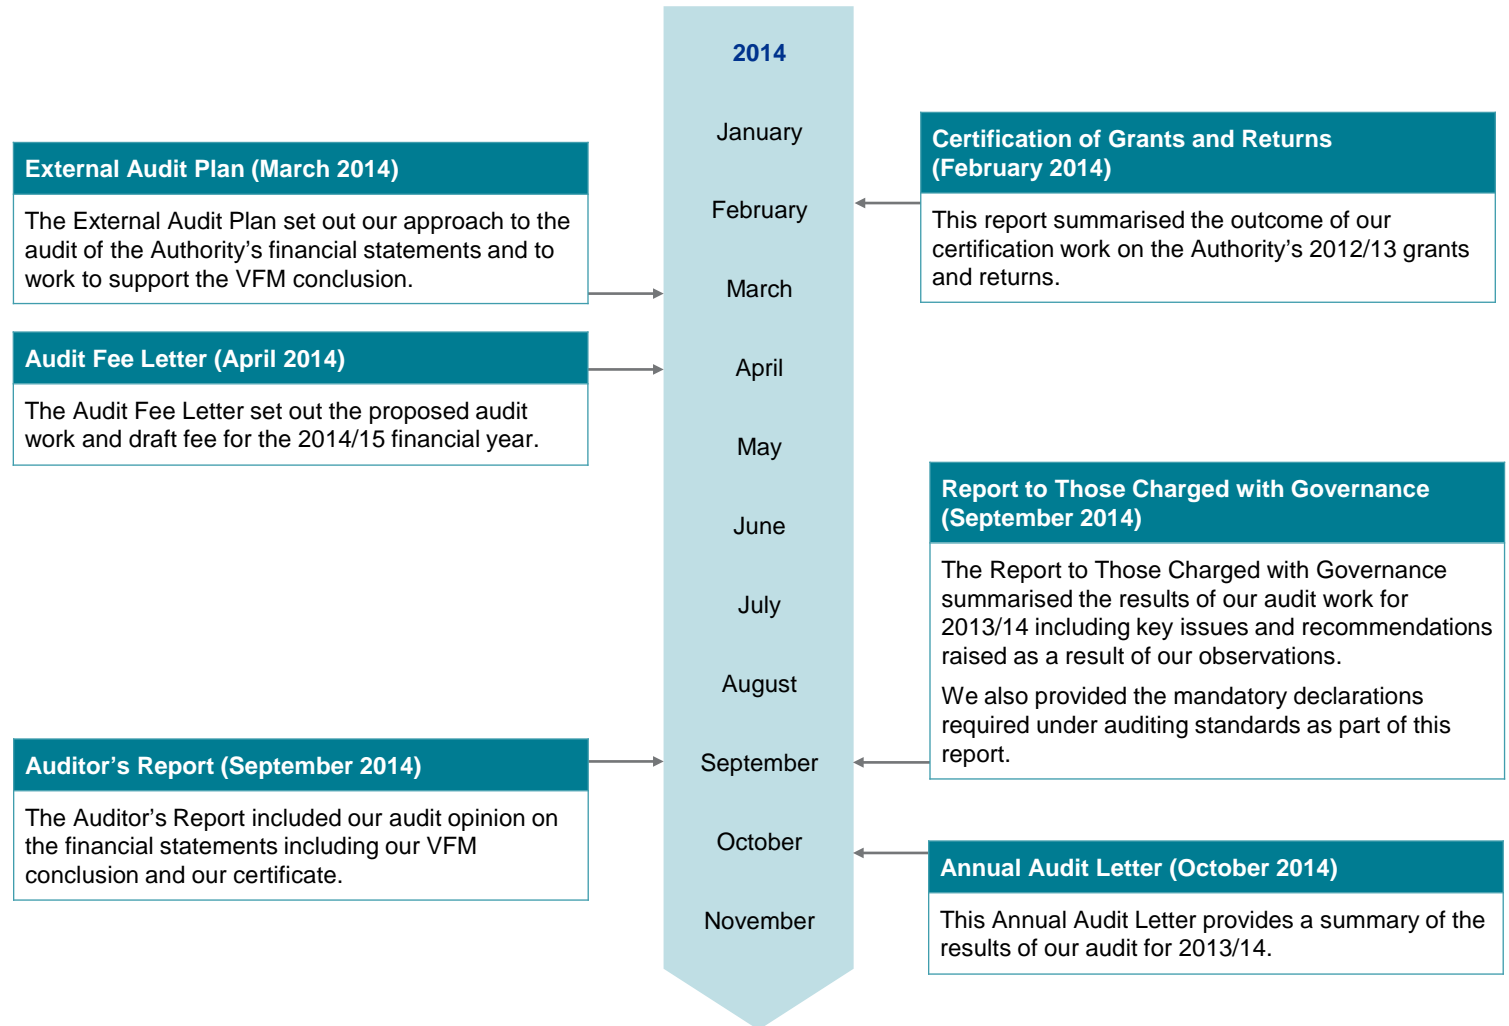 2014
January
February
March
April
May
June
July
August
September
October
November
External Audit Plan (March 2014)
The External Audit Plan set out our approach to the
audit of the Authority's financial statements and to
work to support the VFM conclusion.
Audit Fee Letter (April 2014)
The Audit Fee Letter set out the proposed audit
work and draft fee for the 2014/15 financial year.
Auditor's Report (September 2014)
The Auditor's Report included our audit opinion on
the financial statements including our VFM
conclusion and our certificate.
Certification of Grants and Returns
(February 2014)
This report summarised the outcome of our
certification work on the Authority's 2012/13 grants
and returns.
Report to Those Charged with Governance
(September 2014)
The Report to Those Charged with Governance
summarised the results of our audit work for
2013/14 including key issues and recommendations
raised as a result of our observations.
We also provided the mandatory declarations
required under auditing standards as part of this
report.
Annual Audit Letter (October 2014)
This Annual Audit Letter provides a summary of the
results of our audit for 2013/14.